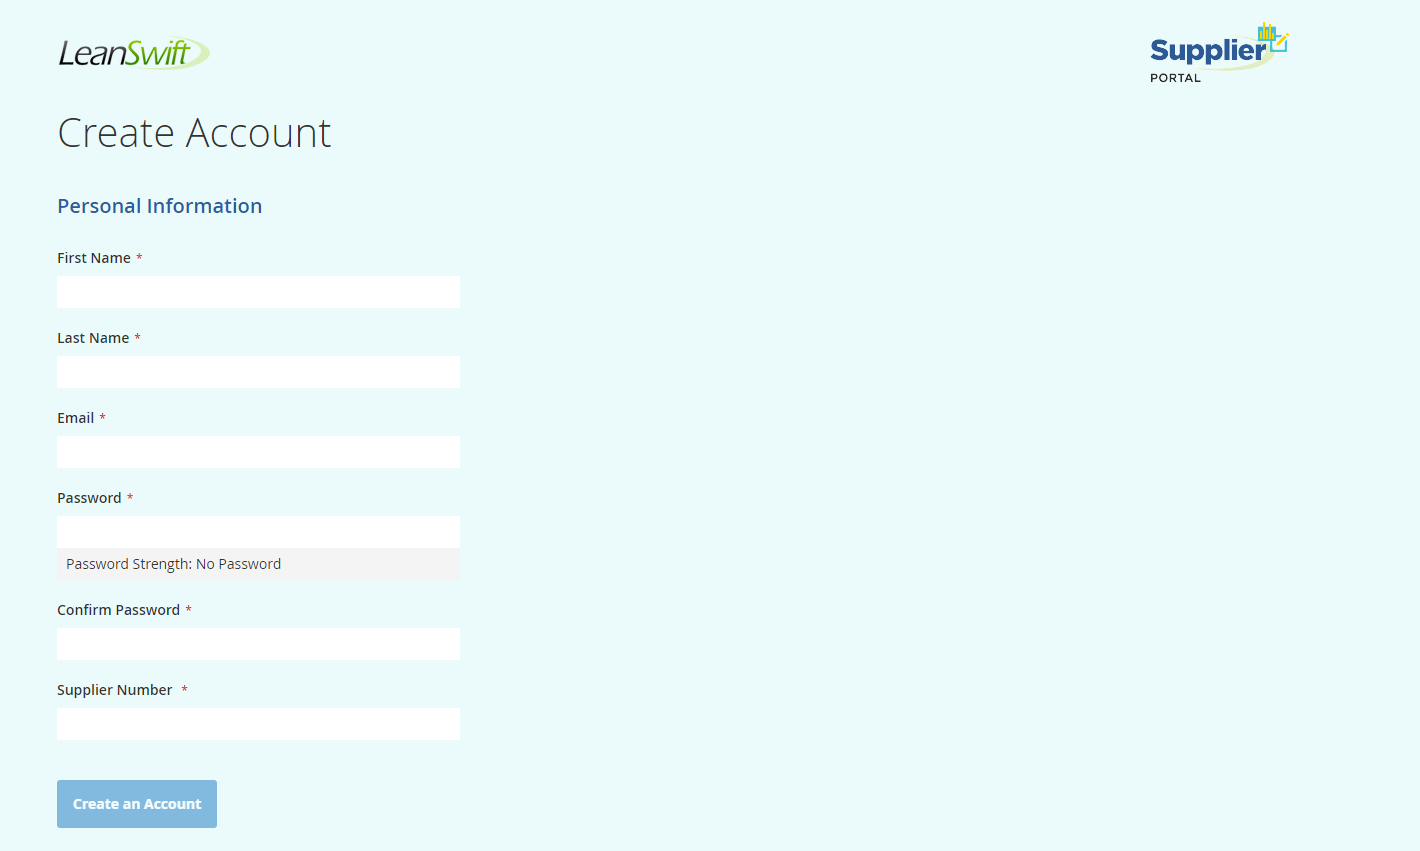 LeanSwift
Supplier
PORTAL
Create Account
Personal Information
First Name *
Last Name *
Email *
Password *
Password Strength: No Password
Confirm Password *
Supplier Number *
Create an Account